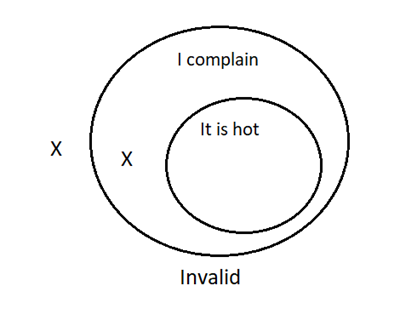 I complain
It is hot
X
X
Invalid